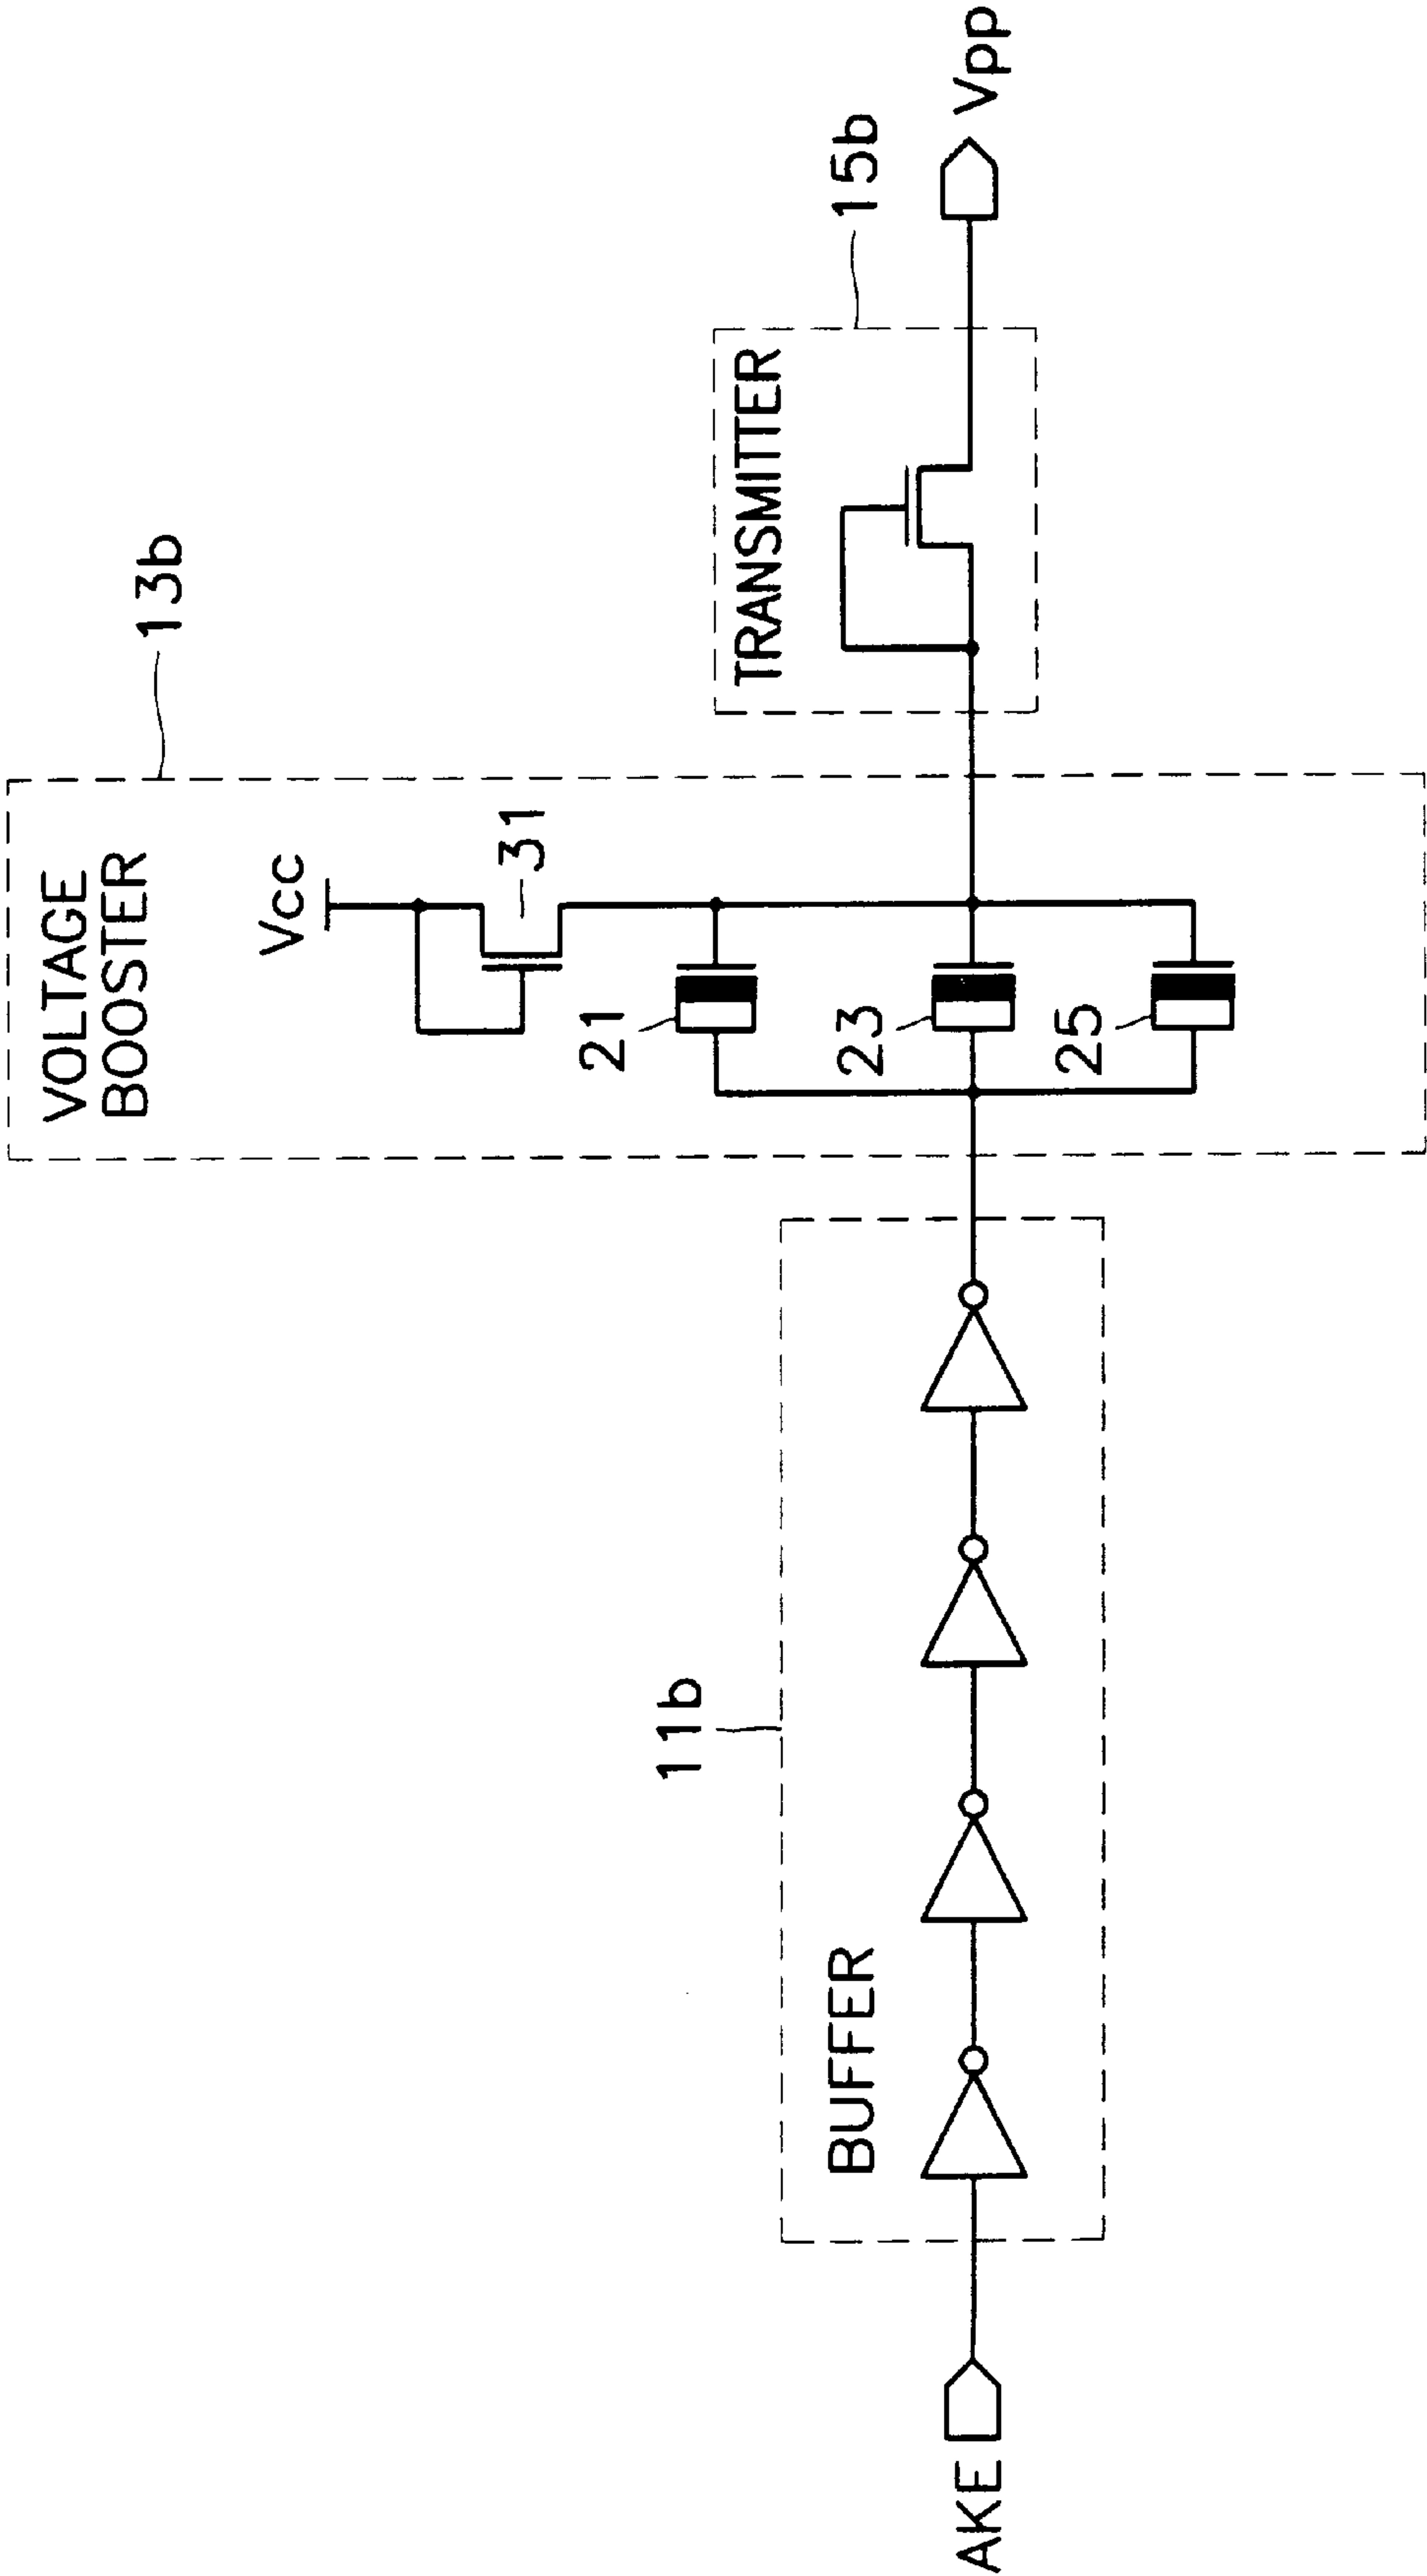 VOLTAGE
BOOSTER
13b
Vcc
31
21
23
25
TRANSMITTER
15b
Vpp
11b
BUFFER
AKE